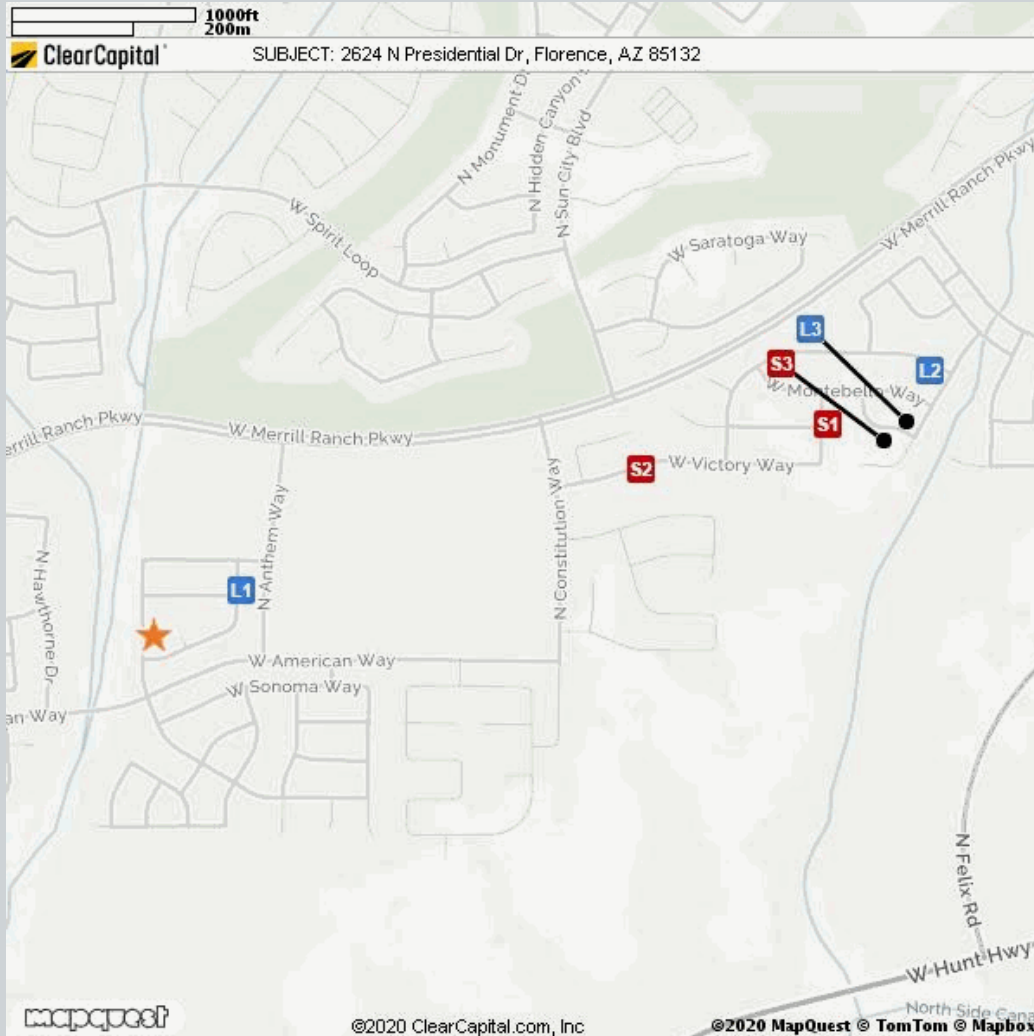 1000ft
200m
ClearCapital
SUBJECT: 2624 N Presidential Dr, Florence, AZ 85132
N Monument D
N Hidden Canyon
N Sun City Blvd
W Spirit Loop
W Saratoga Way
W Merrill Ranch Pkwy
L3
S3
L2
W Montebello Way
S1
errill Ranch Pkwy
W Merrill Ranch Pkwy
S2
W Victory Way
N Anthem Way
N Constitution Way
N Hawthorne Dr
L1
W American Way
W Sonoma Way
an Way
N Felix Rd
W Hunt Hwy
North Side Cana
mapquest
©2020 ClearCapital.com, Inc
©2020 MapQuest © TomTom © Mapbox